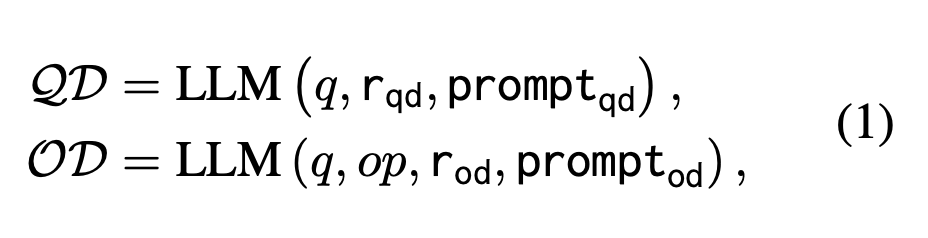 𝒬𝒟 = LLM (q, r_qd, prompt_qd),
𝒪𝒟 = LLM (q, op, r_od, prompt_od),
(1)